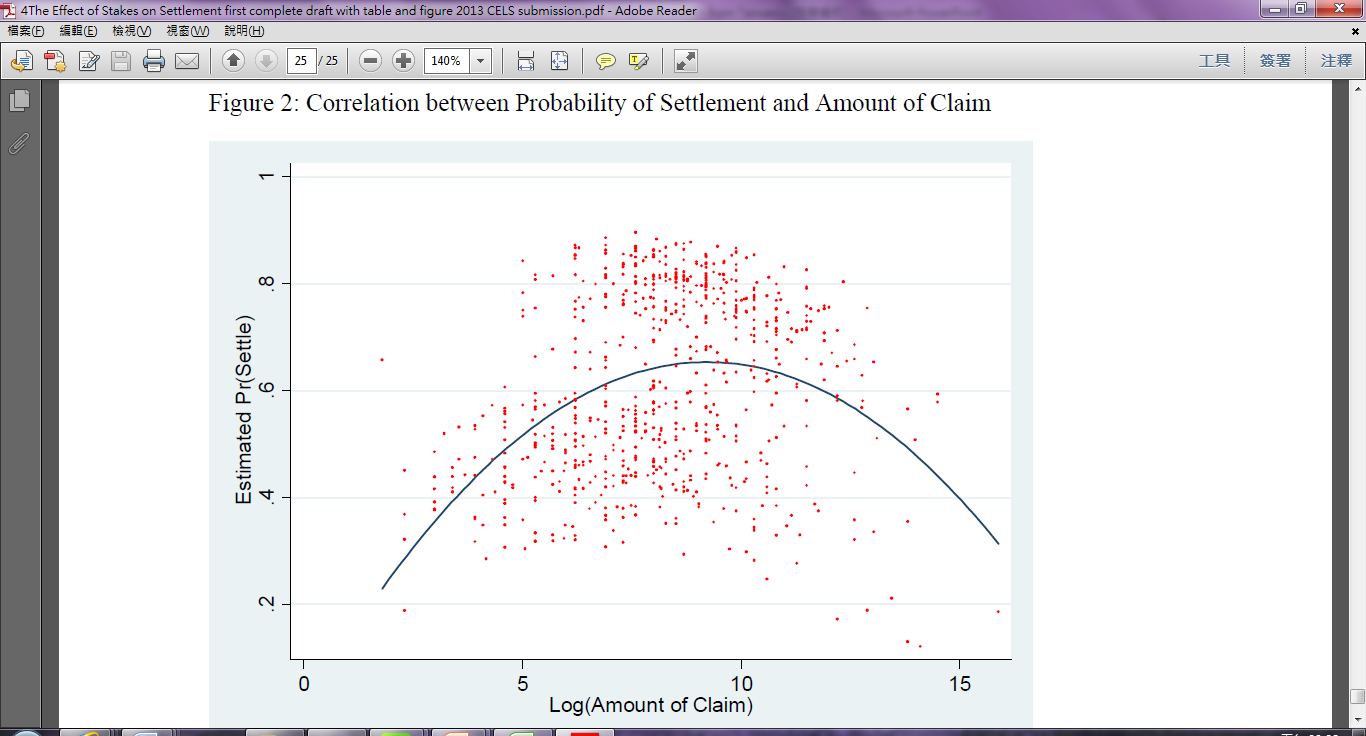 4The Effect of Stakes on Settlement first complete draft with table and figure 2013 CELS submission.pdf - Adobe Reader
檔案(F) 編輯(E) 檢視(V) 視窗(W) 說明(H)
25 / 25 140% 工具 簽署 注釋
Figure 2: Correlation between Probability of Settlement and Amount of Claim
1
.8
.6
.4
.2
Estimated Pr(Settle)
0 5 10 15
Log(Amount of Claim)